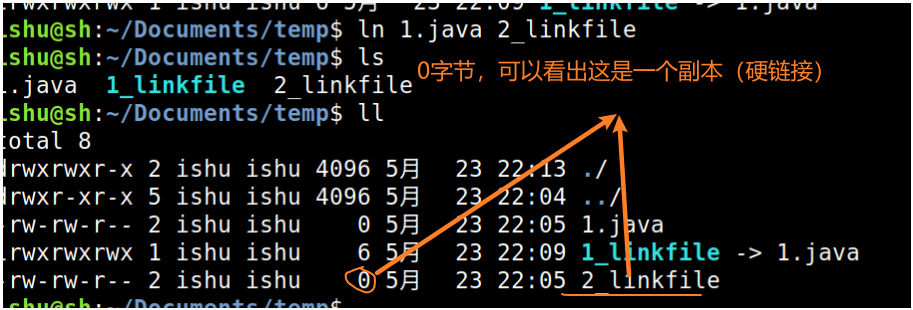 lrwxrwxrwx 1 ishu ishu 6 5月 23 22:09 1_linkfile -> 1.java
ishu@sh:~/Documents/temp$ ln 1.java 2_linkfile
ishu@sh:~/Documents/temp$ ls
1.java 1_linkfile 2_linkfile
0字节，可以看出这是一个副本（硬链接）
ishu@sh:~/Documents/temp$ ll
total 8
drwxrwxr-x 2 ishu ishu 4096 5月 23 22:13 ./
drwxr-xr-x 5 ishu ishu 4096 5月 23 22:04 ../
-rw-rw-r-- 2 ishu ishu 0 5月 23 22:05 1.java
lrwxrwxrwx 1 ishu ishu 6 5月 23 22:09 1_linkfile -> 1.java
-rw-rw-r-- 2 ishu ishu 0 5月 23 22:05 2_linkfile
ishu@sh:~/Documents/temp$